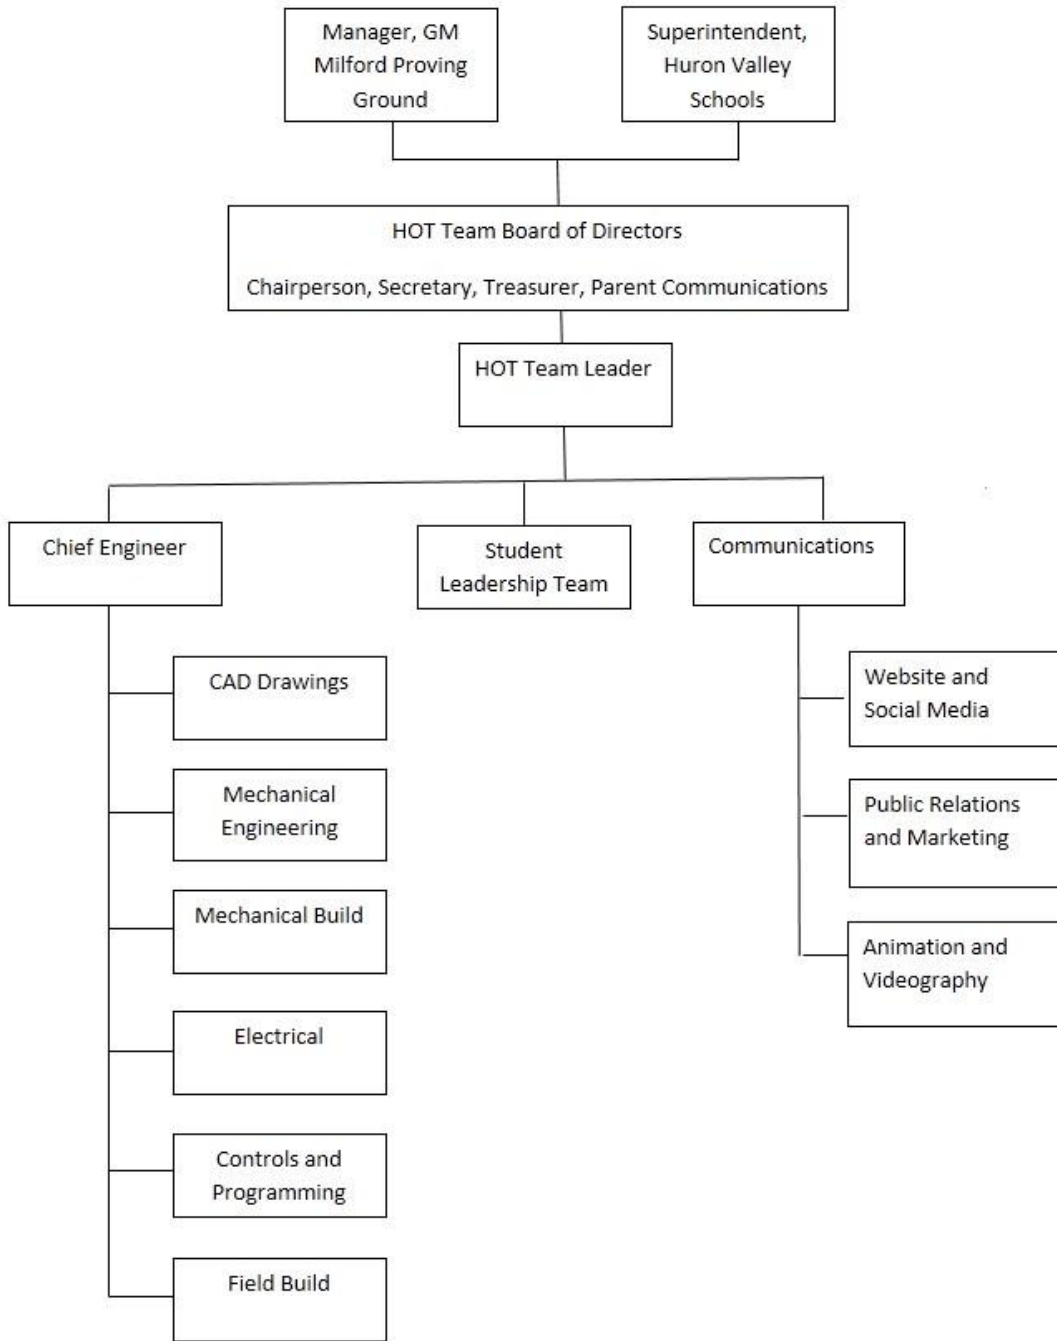 Manager, GM
Milford Proving
Ground
Superintendent,
Huron Valley
Schools
HOT Team Board of Directors
Chairperson, Secretary, Treasurer, Parent Communications
HOT Team Leader
Chief Engineer
Student
Leadership Team
Communications
CAD Drawings
Mechanical
Engineering
Mechanical Build
Electrical
Controls and
Programming
Field Build
Website and
Social Media
Public Relations
and Marketing
Animation and
Videography